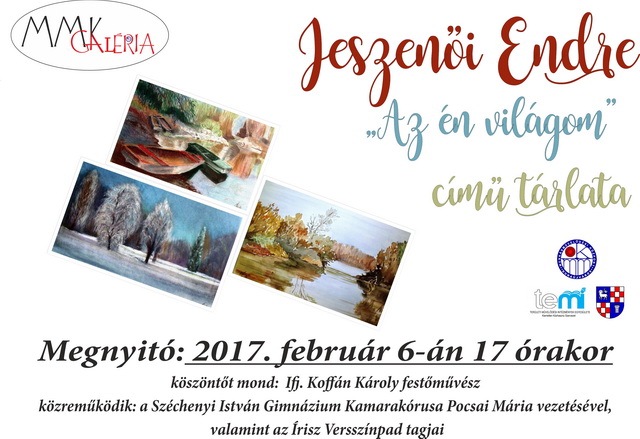 MMK
GALÉRIA
Jeszenői Endre
„Az én világom”
című tárlata
temi
Megnyitó: 2017. február 6-án 17 órakor
köszöntőt mond: Ifj. Koffán Károly festőművész
közreműködik: a Széchenyi István Gimnázium Kamarakórusa Pocsai Mária vezetésével,
valamint az Írisz Versszínpad tagjai